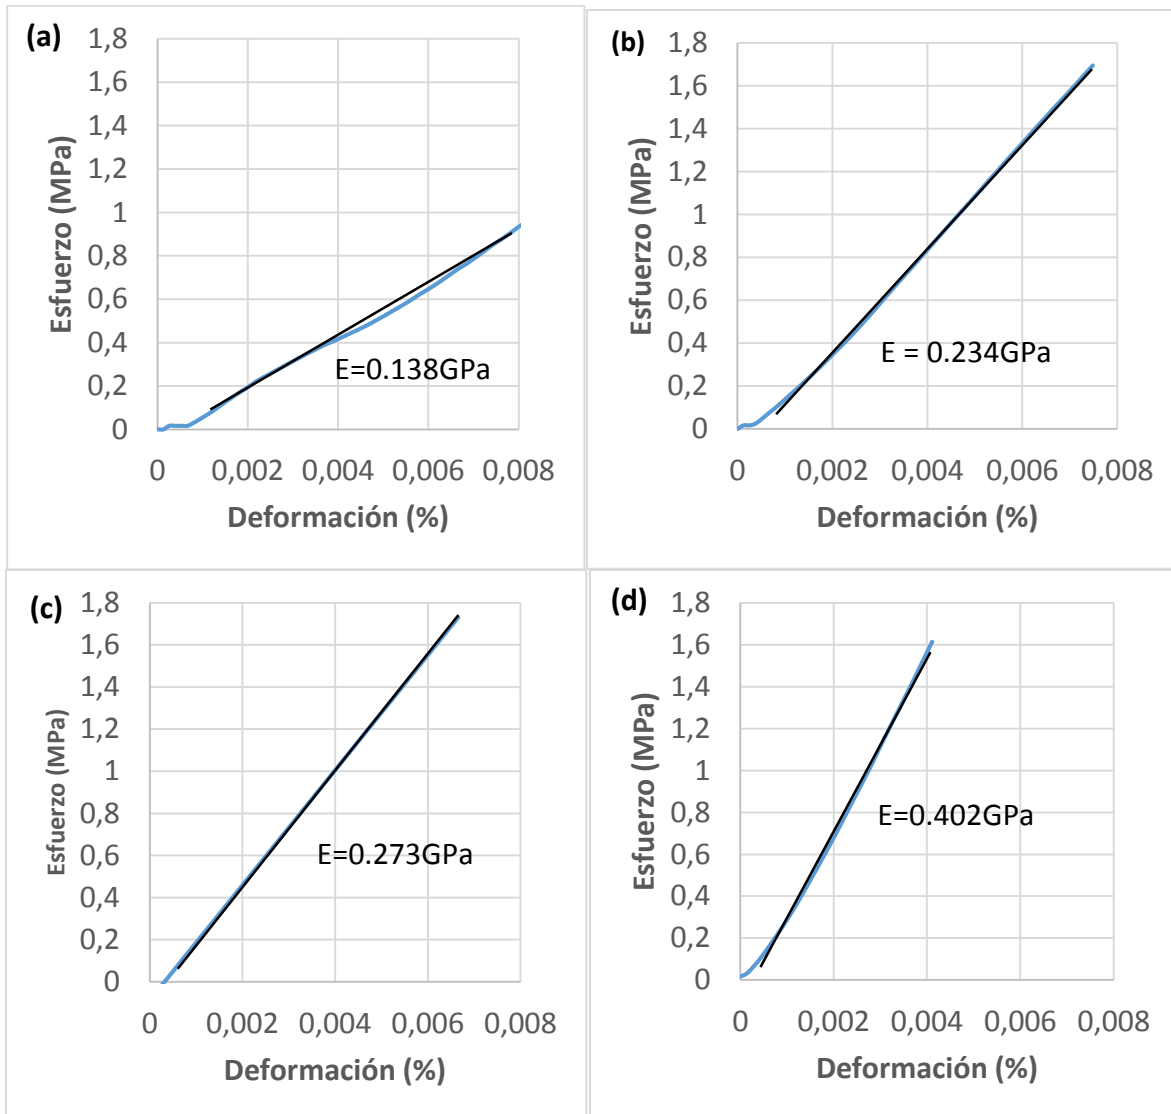 (a)
1,8
1,6
1,4
1,2
1
0,8
0,6
0,4
0,2
0
Esfuerzo (MPa)
E=0.138GPa
0 0,002 0,004 0,006 0,008
Deformación (%)
(b)
1,8
1,6
1,4
1,2
1
0,8
0,6
0,4
0,2
0
Esfuerzo (MPa)
E = 0.234GPa
0 0,002 0,004 0,006 0,008
Deformación (%)
(c)
1,8
1,6
1,4
1,2
1
0,8
0,6
0,4
0,2
0
Esfuerzo (MPa)
E=0.273GPa
0 0,002 0,004 0,006 0,008
Deformación (%)
(d)
1,8
1,6
1,4
1,2
1
0,8
0,6
0,4
0,2
0
Esfuerzo (MPa)
E=0.402GPa
0 0,002 0,004 0,006 0,008
Deformación (%)